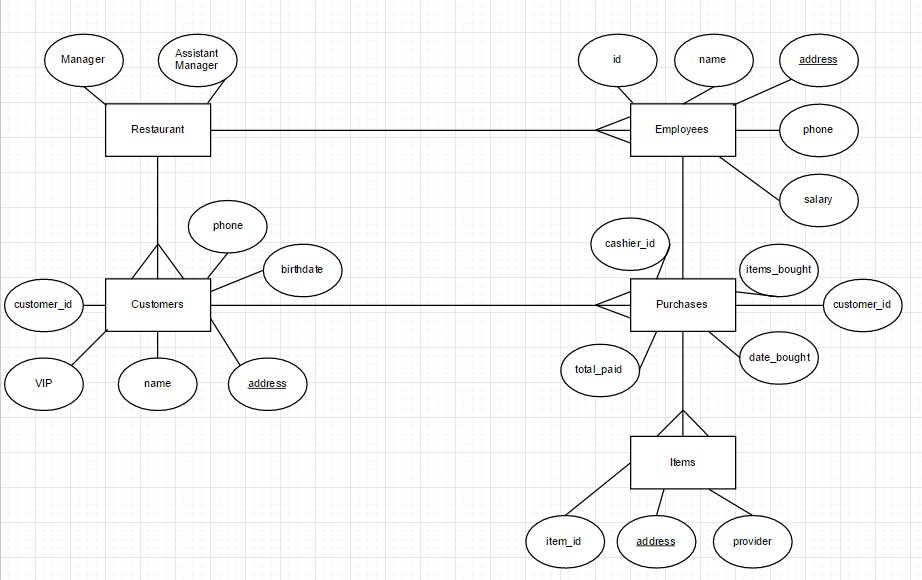 Manager
Assistant
Manager
id
name
address
Restaurant
Employees
phone
salary
phone
cashier_id
birthdate
items_bought
customer_id
Customers
Purchases
customer_id
VIP
name
address
total_paid
date_bought
Items
item_id
address
provider